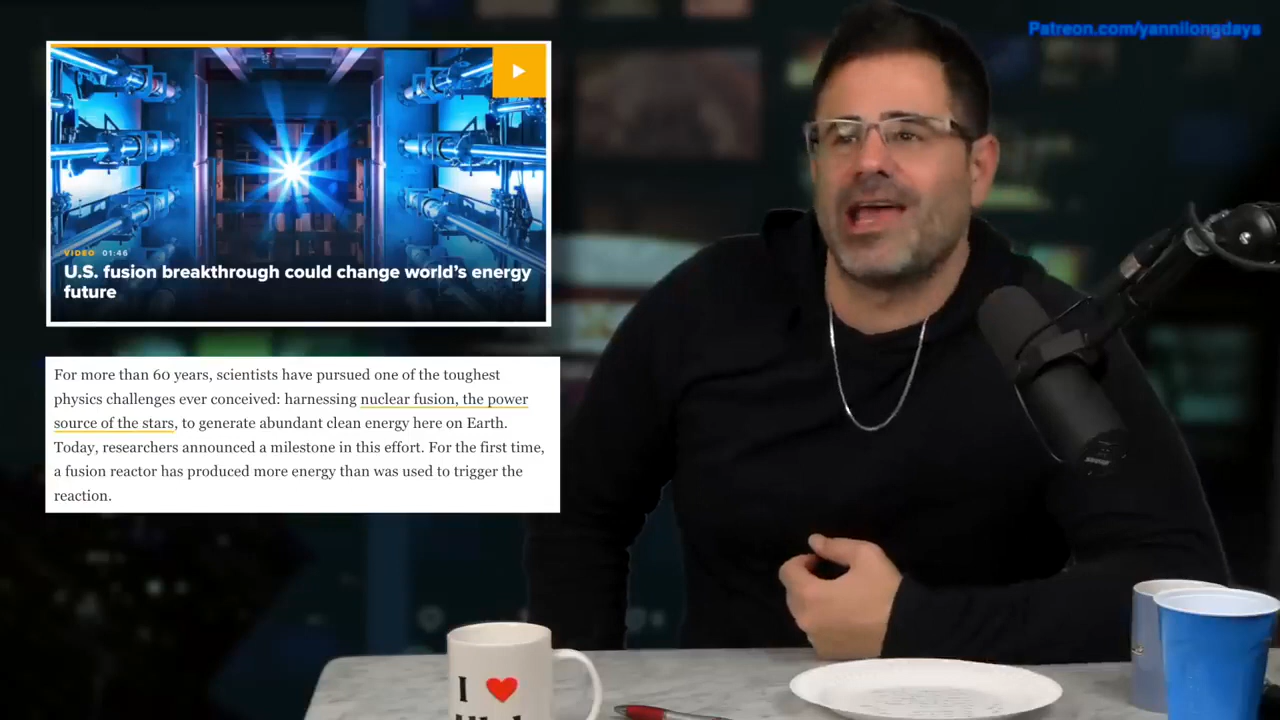 Patreon.com/yannilongdays
VIDEO 01:46
U.S. fusion breakthrough could change world's energy
future
For more than 60 years, scientists have pursued one of the toughest
physics challenges ever conceived: harnessing nuclear fusion, the power
source of the stars, to generate abundant clean energy here on Earth.
Today, researchers announced a milestone in this effort. For the first time,
a fusion reactor has produced more energy than was used to trigger the
reaction.
I ❤